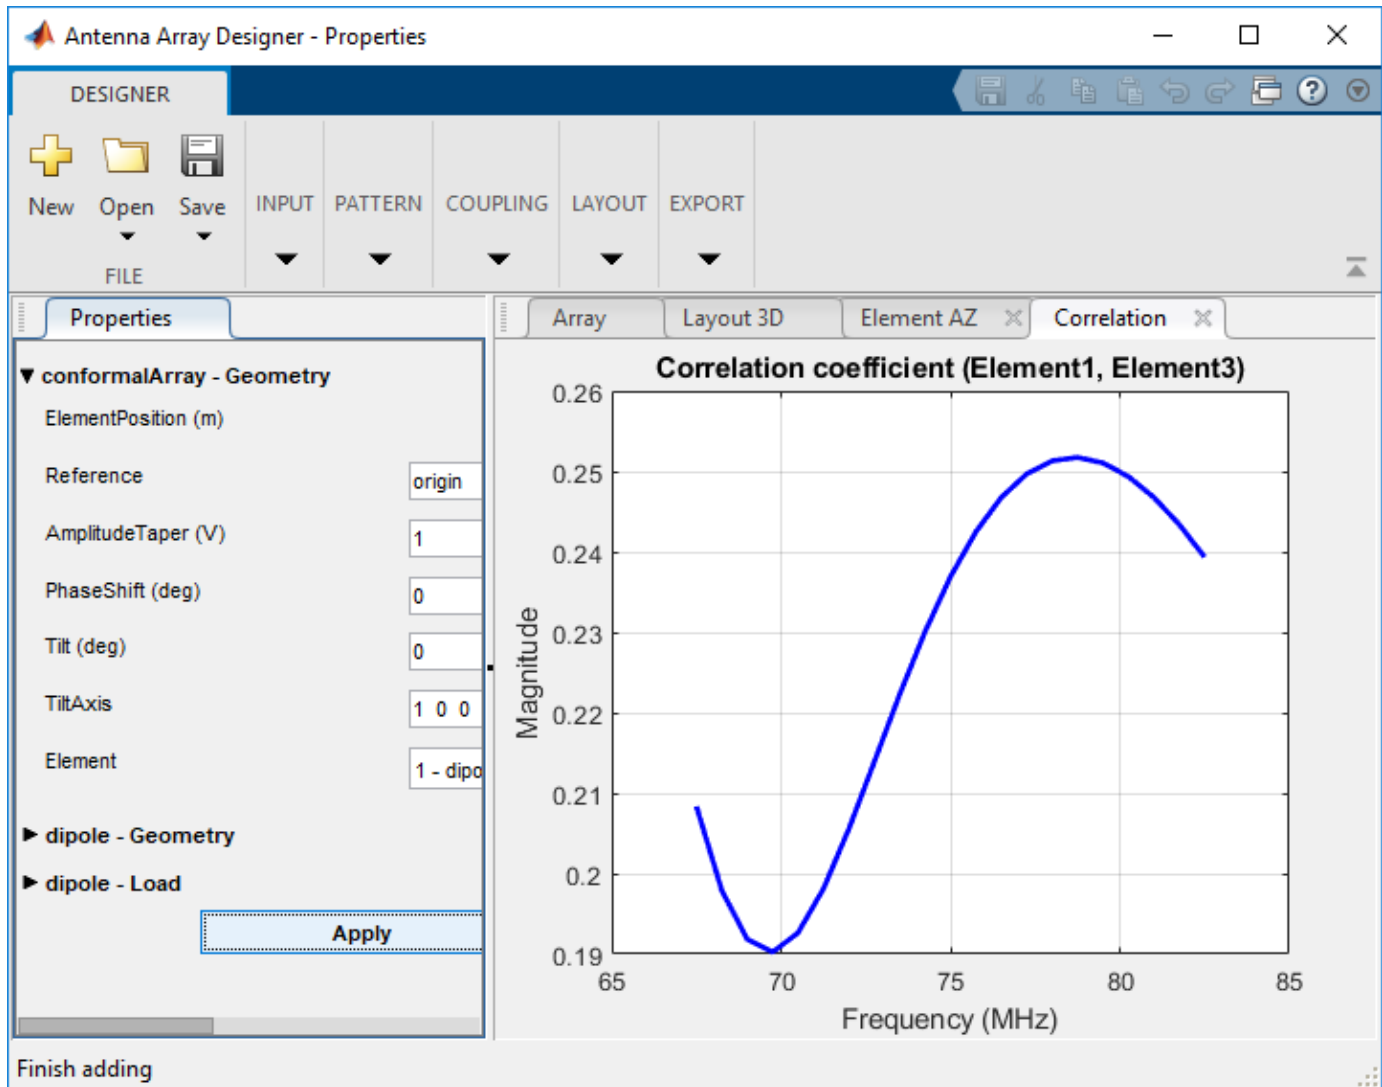 Antenna Array Designer - Properties
DESIGNER
New Open Save INPUT PATTERN COUPLING LAYOUT EXPORT
FILE
Properties
▼ conformalArray - Geometry
ElementPosition (m)
Reference origin
AmplitudeTaper (V) 1
PhaseShift (deg) 0
Tilt (deg) 0
TiltAxis 1 0 0
Element 1 - dipo
dipole - Geometry
dipole - Load
Apply
Array Layout 3D Element AZ Correlation
Correlation coefficient (Element1, Element3)
0.26
0.25
0.24
0.23
0.22
0.21
0.2
0.19
Magnitude
65 70 75 80 85
Frequency (MHz)
Finish adding